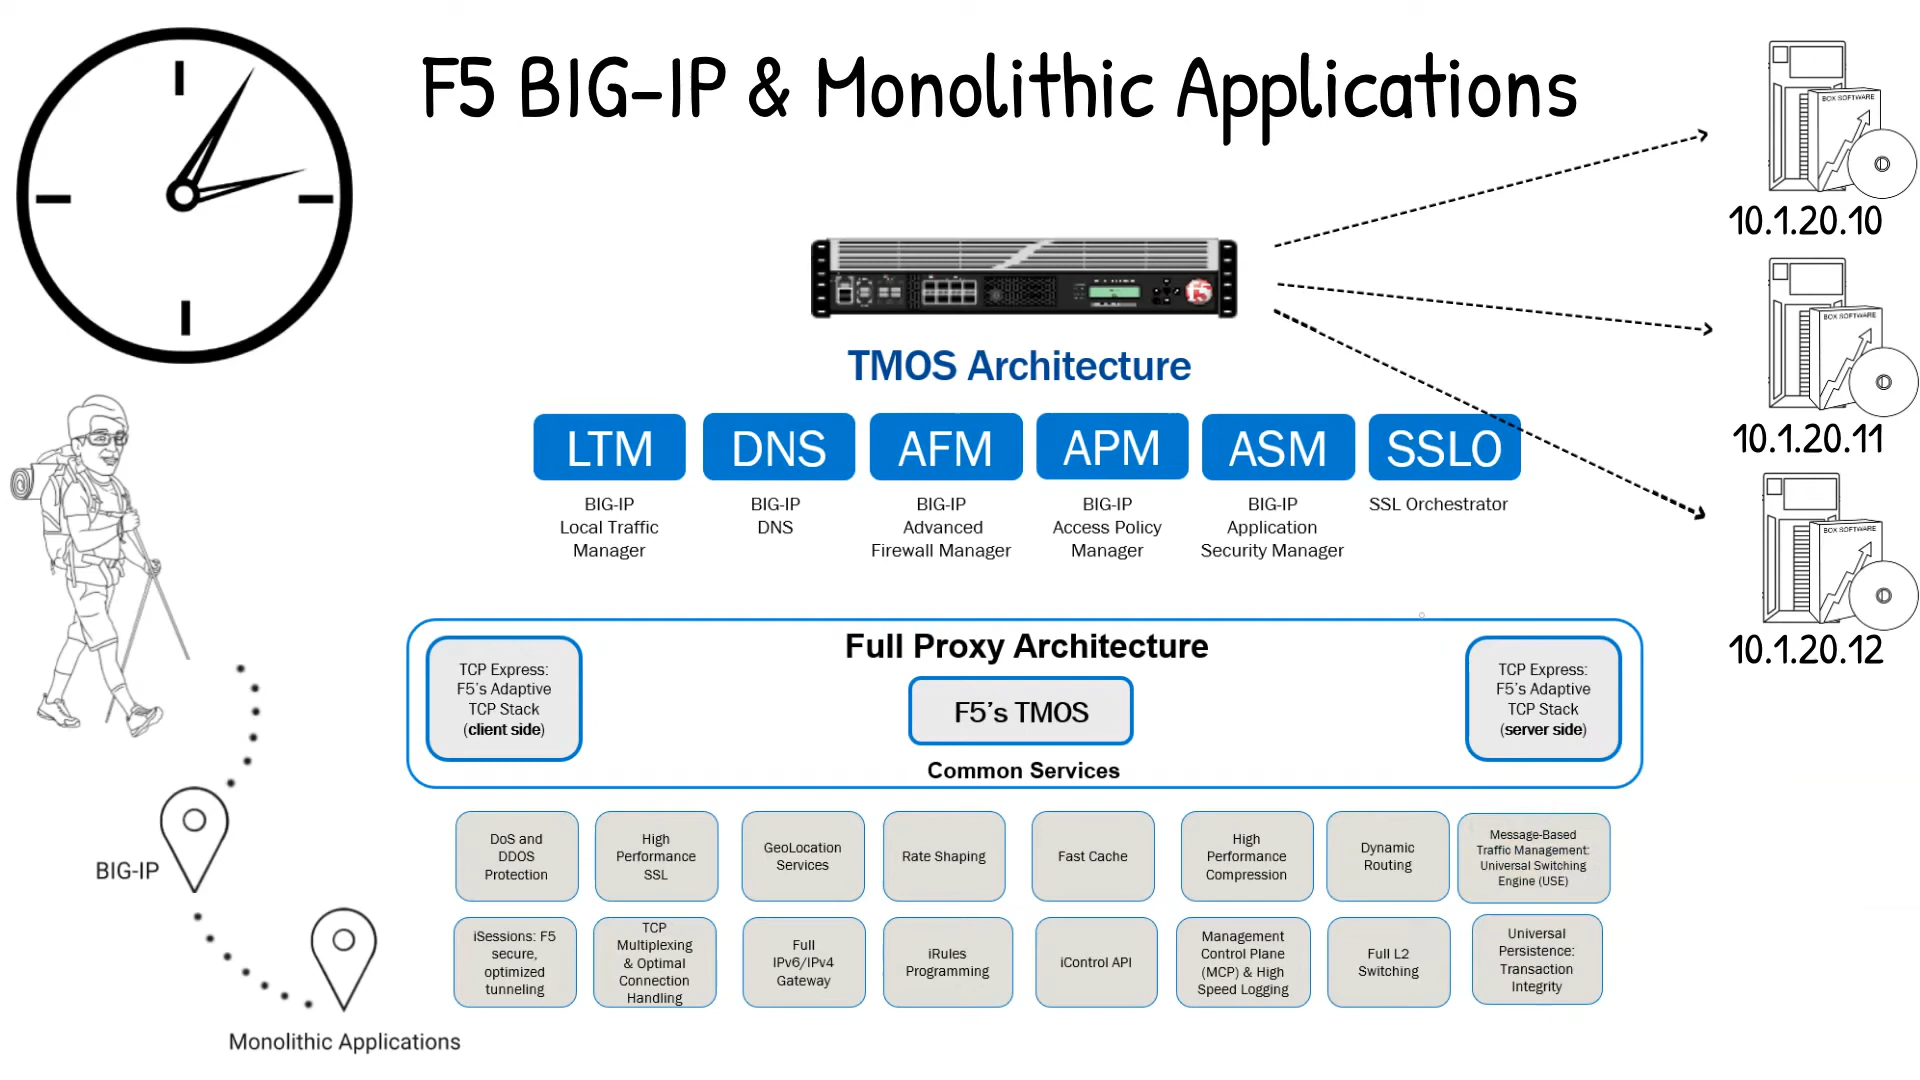 F5 BIG-IP & Monolithic Applications
BOX SOFTWARE
10.1.20.10
F5
BOX SOFTWARE
10.1.20.11
TMOS Architecture
LTM
BIG-IP
Local Traffic
Manager
DNS
BIG-IP
DNS
AFM
BIG-IP
Advanced
Firewall Manager
APM
BIG-IP
Access Policy
Manager
ASM
BIG-IP
Application
Security Manager
SSLO
SSL Orchestrator
BOX SOFTWARE
10.1.20.12
Full Proxy Architecture
TCP Express:
F5's Adaptive
TCP Stack
(client side)
F5's TMOS
TCP Express:
F5's Adaptive
TCP Stack
(server side)
Common Services
DoS and
DDOS
Protection
High
Performance
SSL
GeoLocation
Services
Rate Shaping
Fast Cache
High
Performance
Compression
Dynamic
Routing
Message-Based
Traffic Management:
Universal Switching
Engine (USE)
iSessions: F5
secure,
optimized
tunneling
TCP
Multiplexing
& Optimal
Connection
Handling
Full
IPv6/IPv4
Gateway
iRules
Programming
iControl API
Management
Control Plane
(MCP) & High
Speed Logging
Full L2
Switching
Universal
Persistence:
Transaction
Integrity
BIG-IP
Monolithic Applications